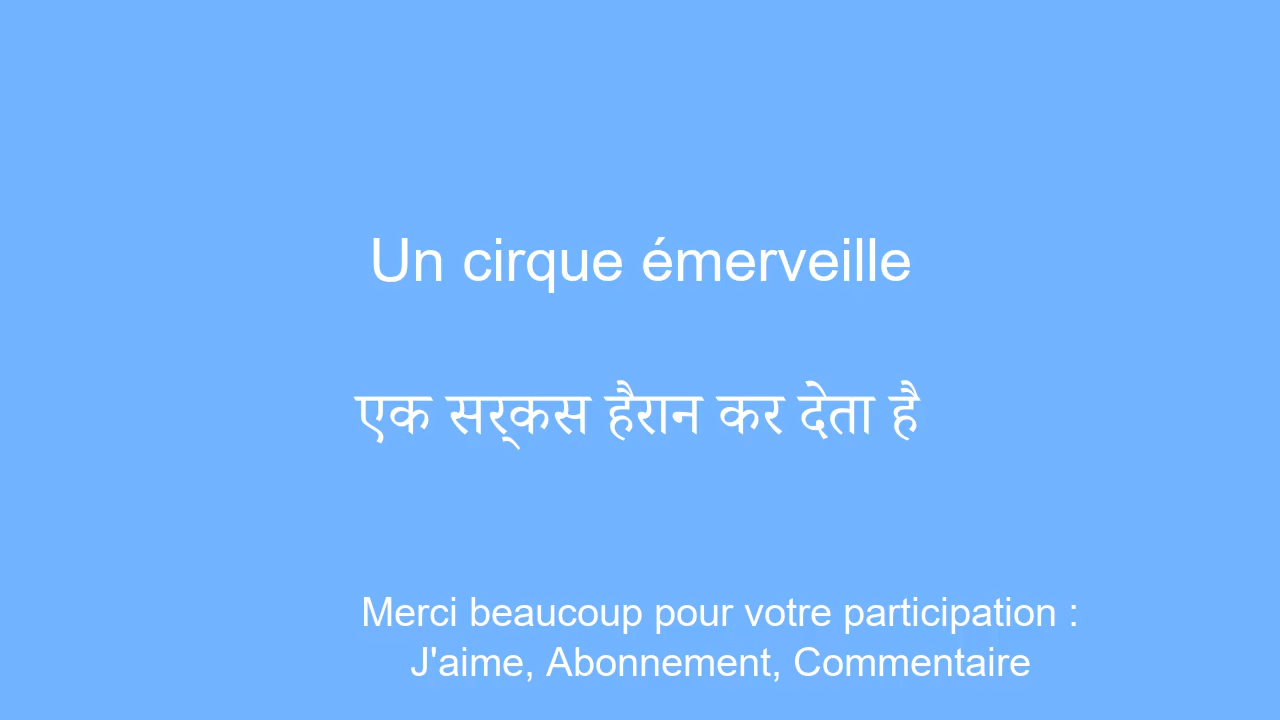 Un cirque émerveille
एक सर्कस हैरान कर देता है
Merci beaucoup pour votre participation :
J'aime, Abonnement, Commentaire